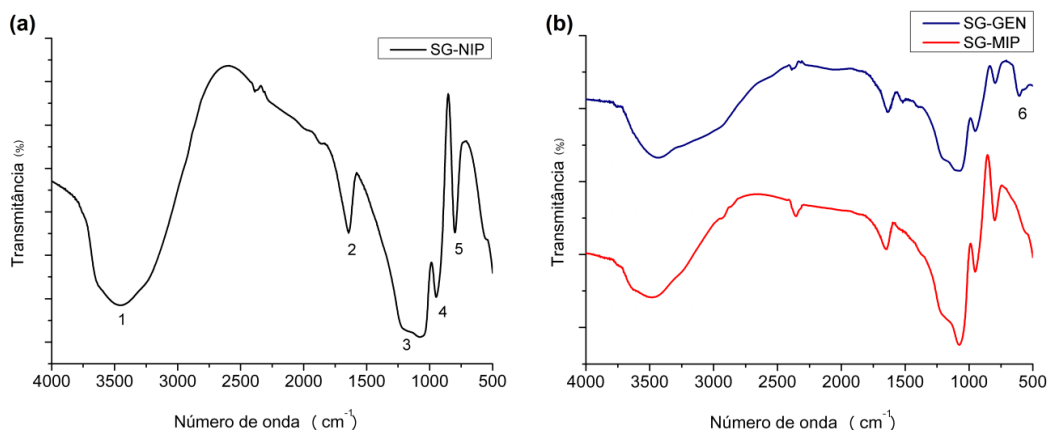 (a)
SG-NIP
Transmitância (%)
1
2
3
4
5
4000 3500 3000 2500 2000 1500 1000 500
Número de onda ( cm-1)
(b)
SG-GEN
SG-MIP
Transmitância (%)
6
4000 3500 3000 2500 2000 1500 1000 500
Número de onda ( cm-1)